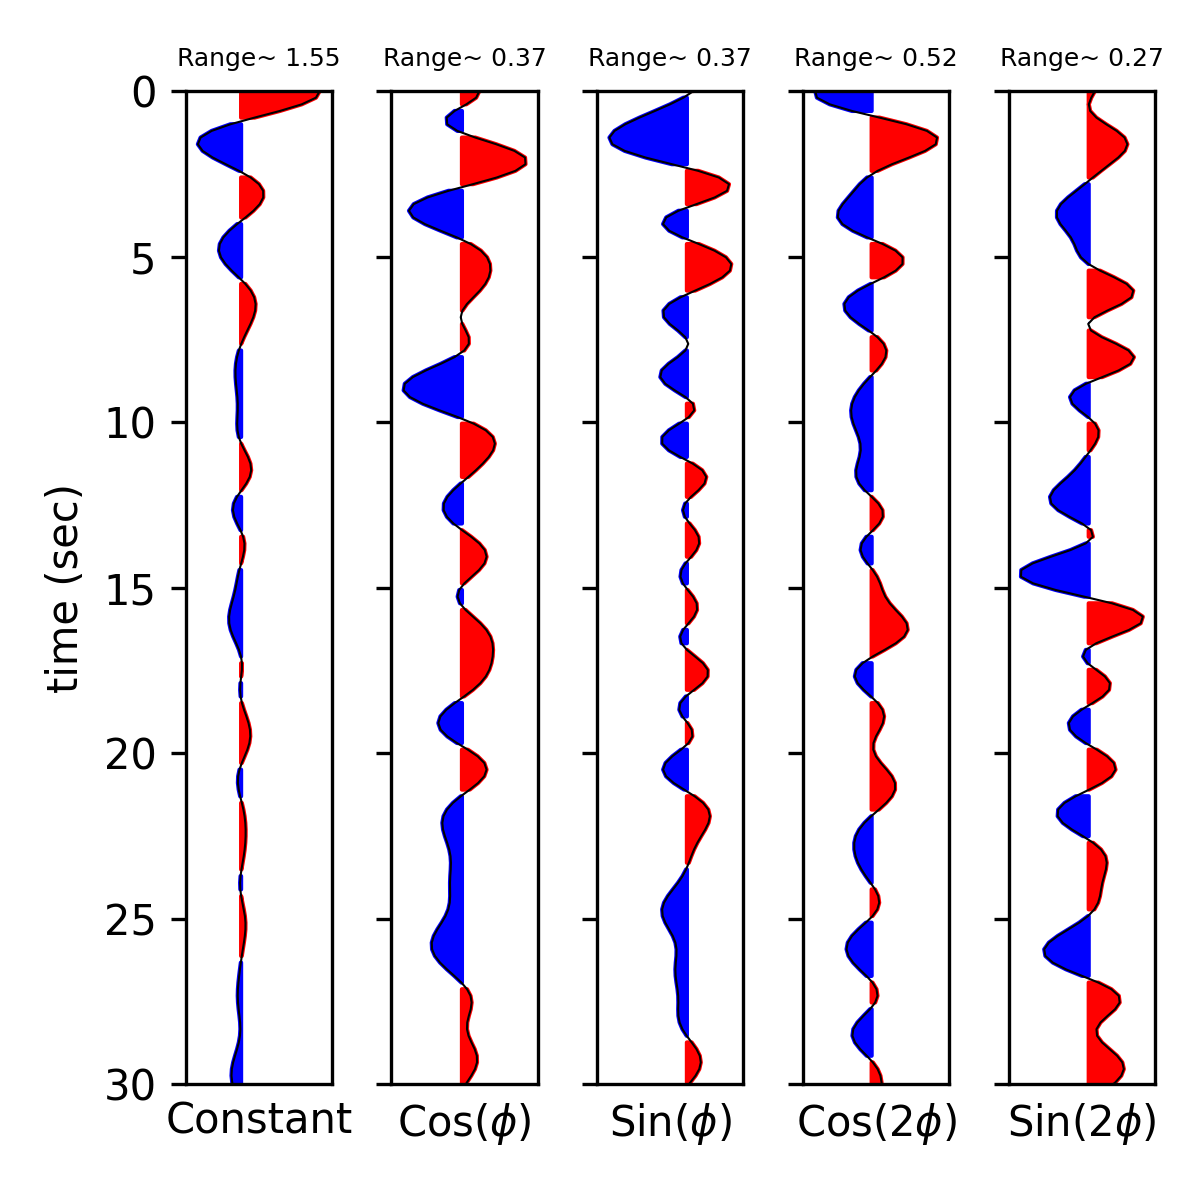 Range~ 1.55 Range~ 0.37 Range~ 0.37 Range~ 0.52 Range~ 0.27
0
5
10
15
20
25
30
time (sec)
Constant Cos(ϕ) Sin(ϕ) Cos(2ϕ) Sin(2ϕ)